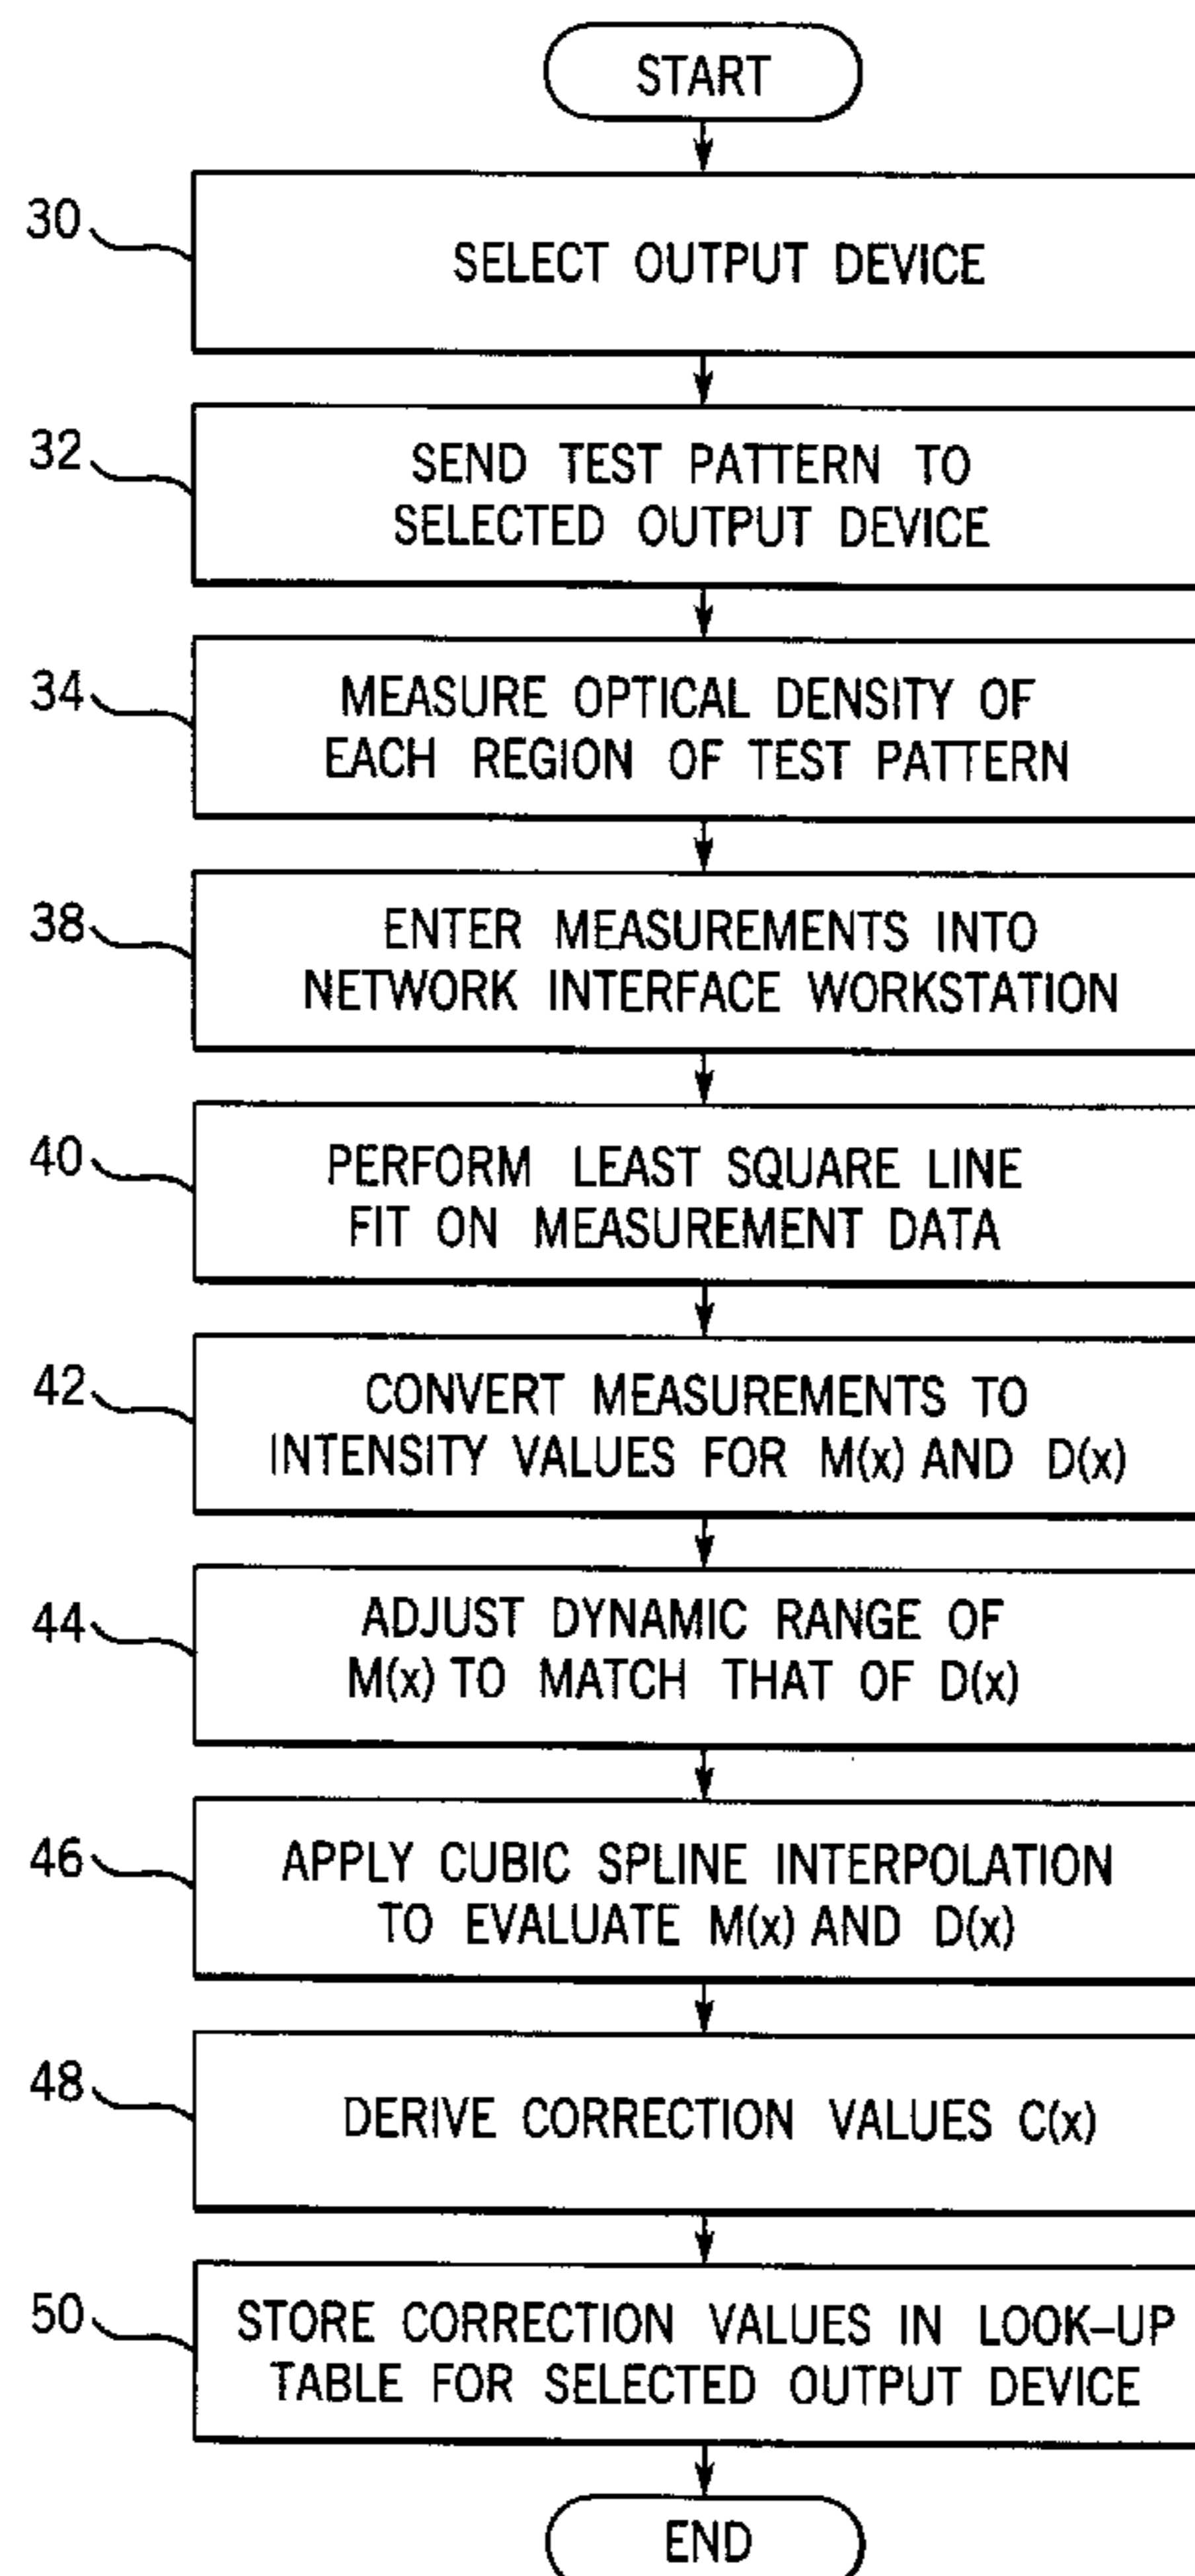 START
30
SELECT OUTPUT DEVICE
32
SEND TEST PATTERN TO
SELECTED OUTPUT DEVICE
34
MEASURE OPTICAL DENSITY OF
EACH REGION OF TEST PATTERN
38
ENTER MEASUREMENTS INTO
NETWORK INTERFACE WORKSTATION
40
PERFORM LEAST SQUARE LINE
FIT ON MEASUREMENT DATA
42
CONVERT MEASUREMENTS TO
INTENSITY VALUES FOR M(x) AND D(x)
44
ADJUST DYNAMIC RANGE OF
M(x) TO MATCH THAT OF D(x)
46
APPLY CUBIC SPLINE INTERPOLATION
TO EVALUATE M(x) AND D(x)
48
DERIVE CORRECTION VALUES C(x)
50
STORE CORRECTION VALUES IN LOOK–UP
TABLE FOR SELECTED OUTPUT DEVICE
END